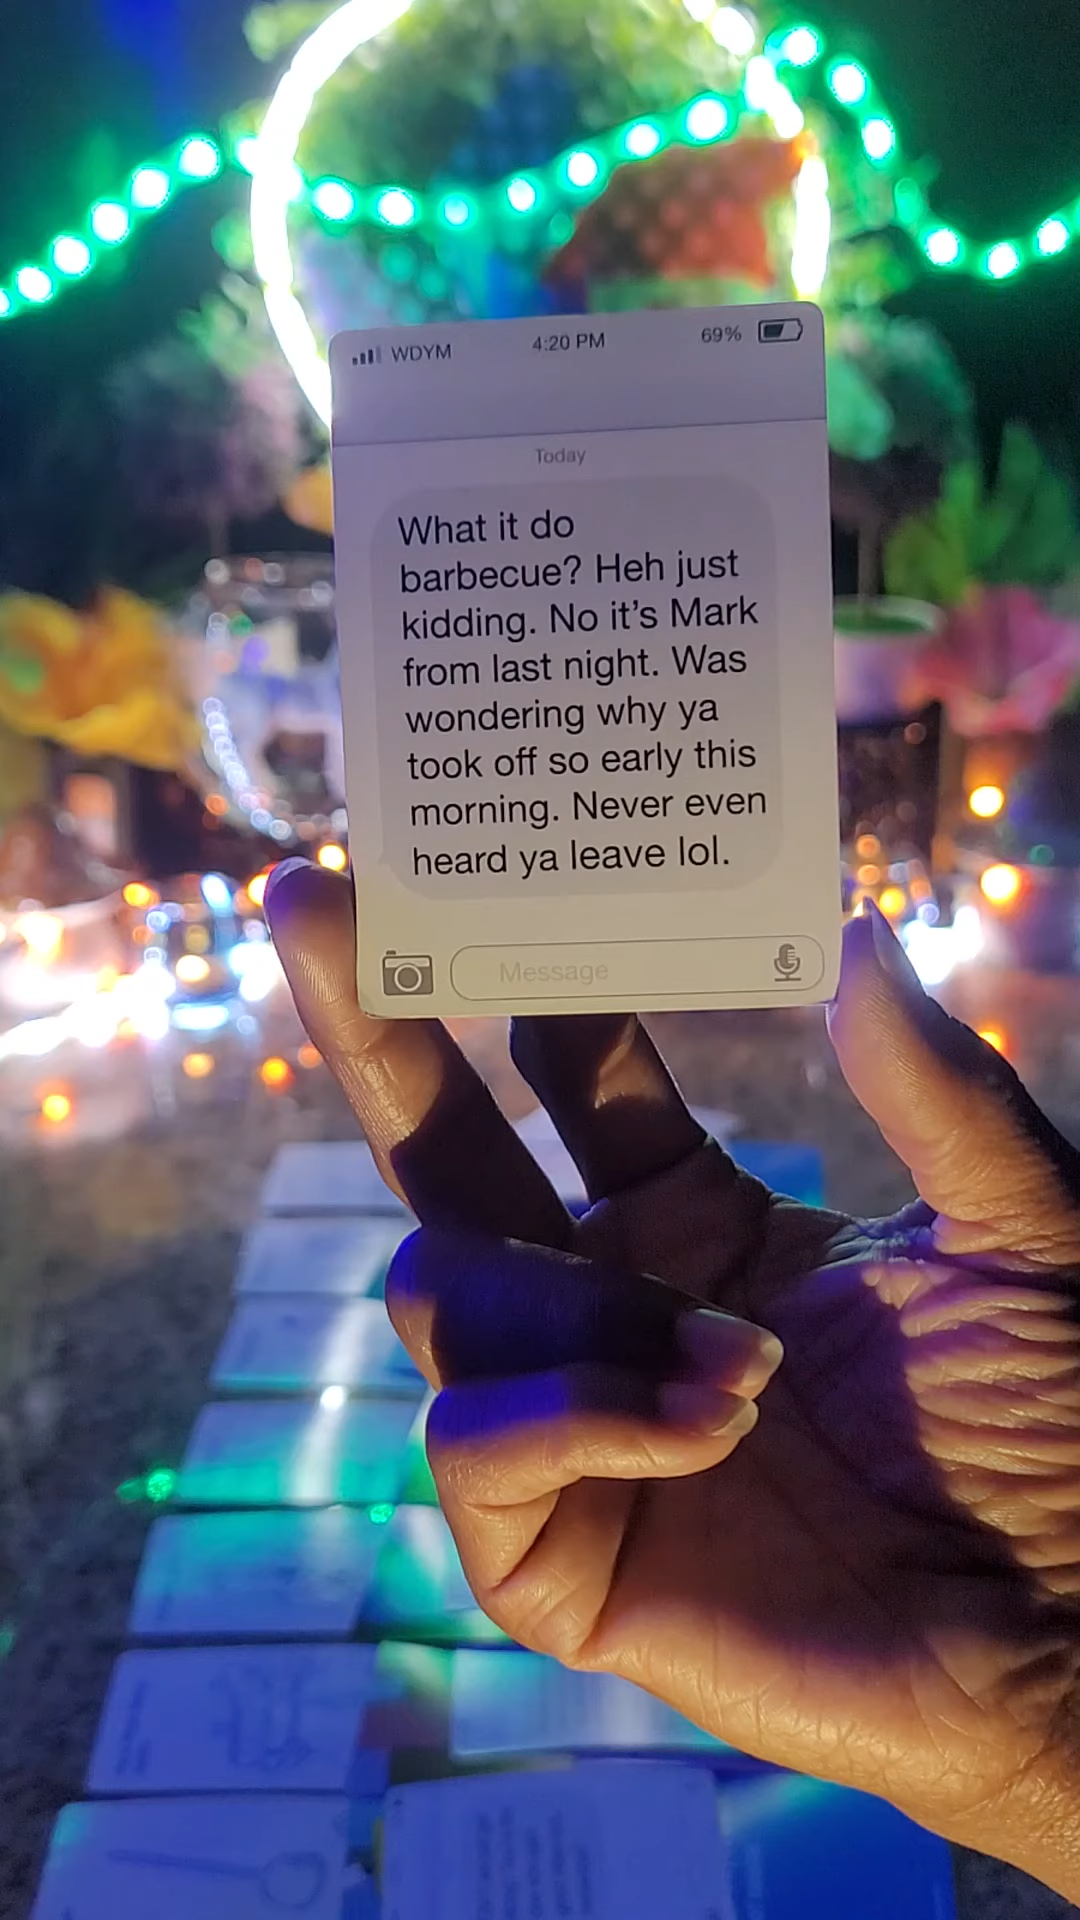 WDYM 4:20 PM 69%
Today
What it do
barbecue? Heh just
kidding. No it's Mark
from last night. Was
wondering why ya
took off so early this
morning. Never even
heard ya leave lol.
Message